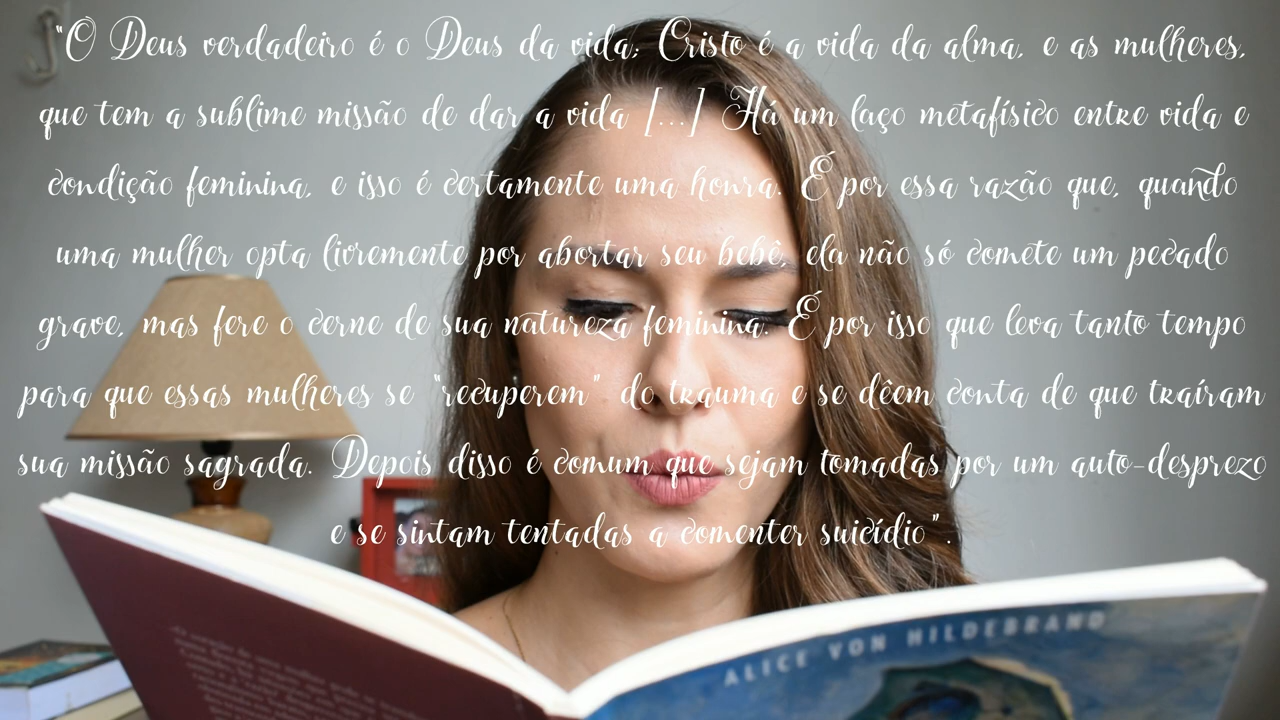 "O Deus verdadeiro é o Deus da vida; Cristo é a vida da alma, e as mulheres,
que tem a sublime missão de dar a vida [...] Há um laço metafísico entre vida e
condição feminina, e isso é certamente uma honra. É por essa razão que, quando
uma mulher opta livremente por abortar seu bebê, ela não só comete um pecado
grave, mas fere o cerne de sua natureza feminina. É por isso que leva tanto tempo
para que essas mulheres se "recuperem" do trauma e se dêem conta de que traíram
sua missão sagrada. Depois disso é comum que sejam tomadas por um auto-desprezo
e se sintam tentadas a comenter suicídio".
ALICE VON HILDEBRAND